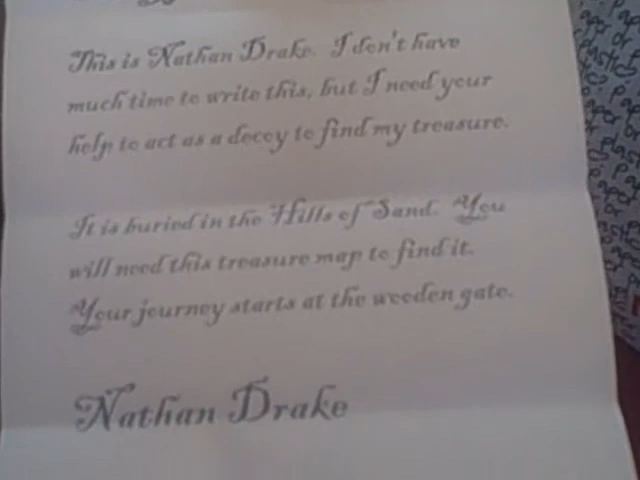 This is Nathan Drake. I don't have
much time to write this, but I need your
help to act as a decoy to find my treasure.
It is buried in the Hills of Sand. You
will need this treasure map to find it.
Your journey starts at the wooden gate.
Nathan Drake